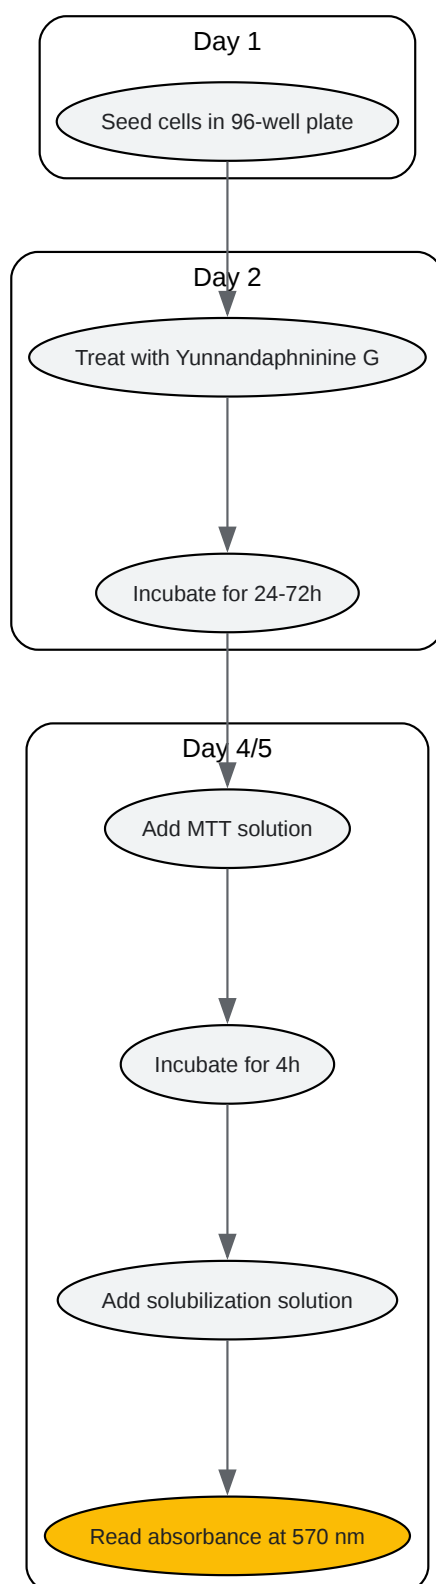 Day 1
Seed cells in 96-well plate
Day 2
Treat with Yunnandaphninine G
Incubate for 24-72h
Day 4/5
Add MTT solution
Incubate for 4h
Add solubilization solution
Read absorbance at 570 nm